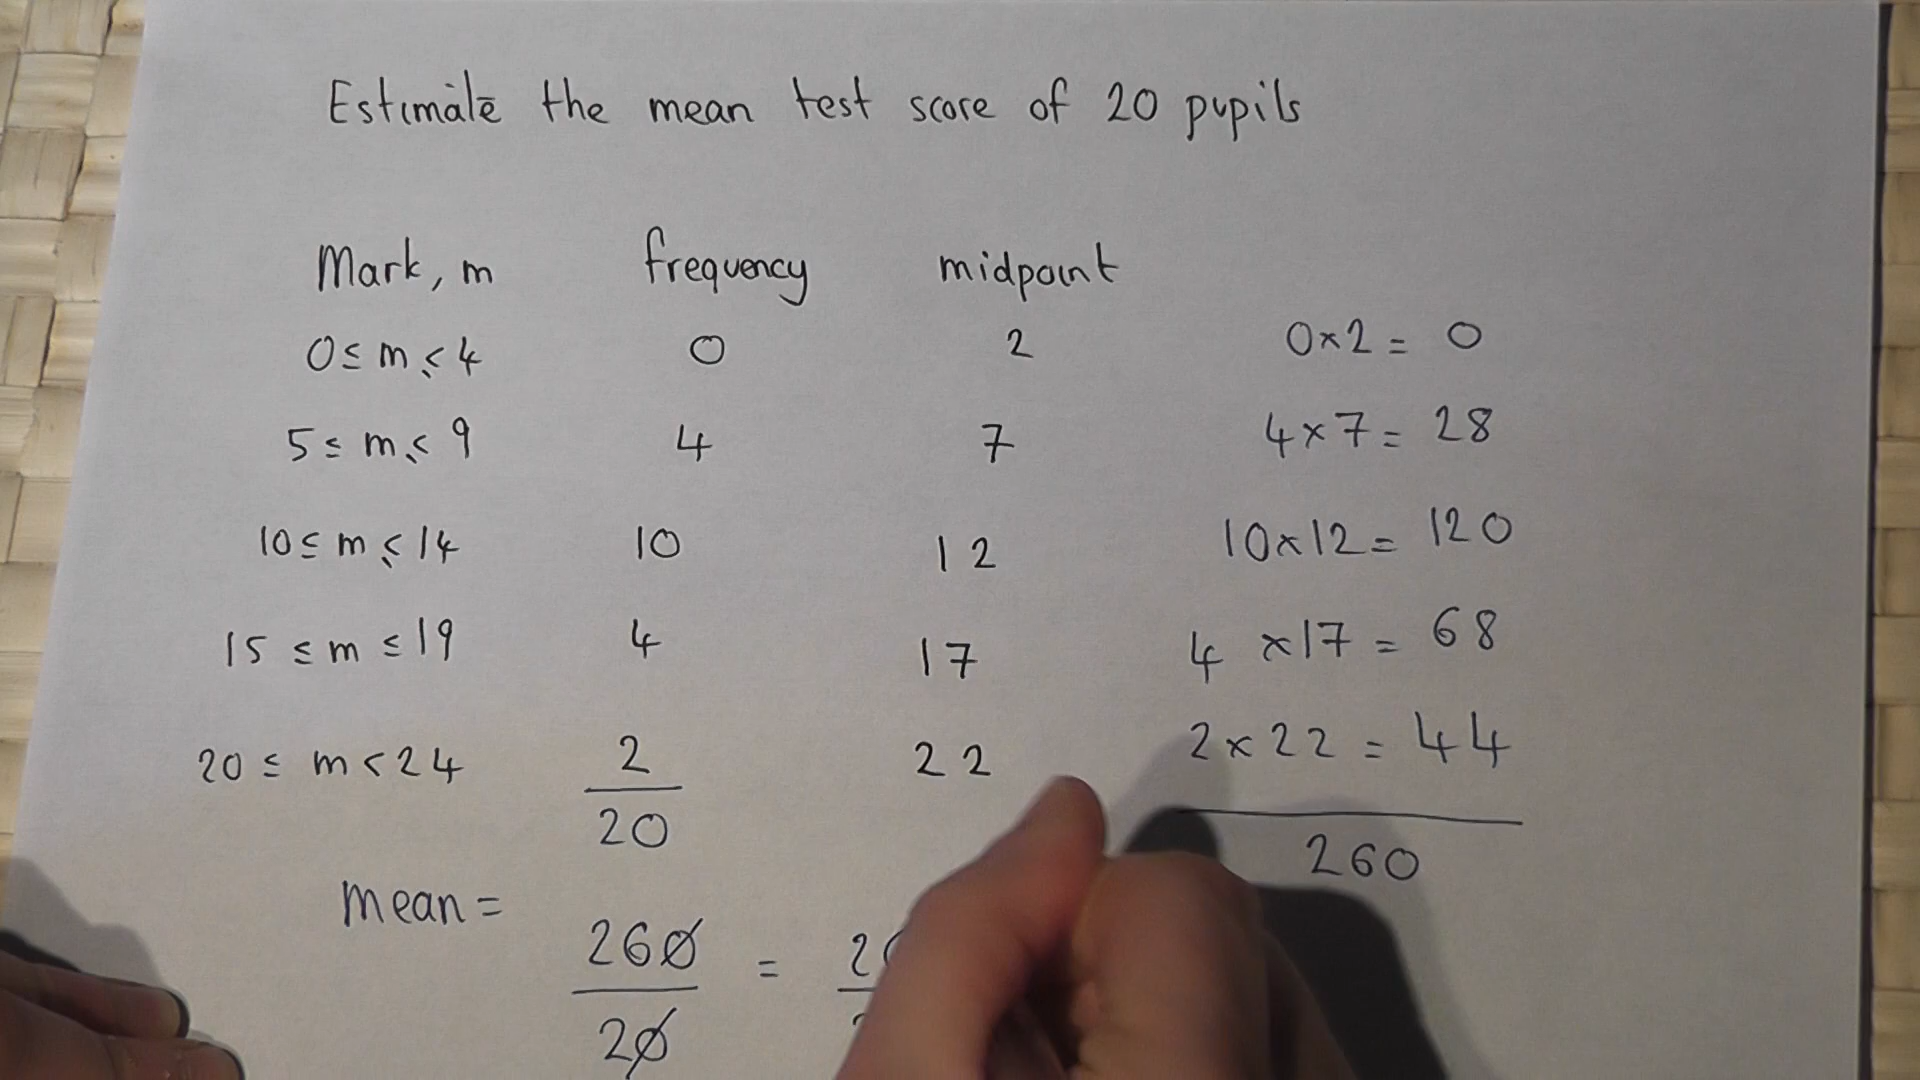 Estimate the mean test score of 20 pupils
Mark, m frequency midpoint
0 ≤ m ≤ 4 0 2 0×2 = 0
5 ≤ m ≤ 9 4 7 4×7 = 28
10 ≤ m ≤ 14 10 12 10×12 = 120
15 ≤ m ≤ 19 4 17 4 ×17 = 68
20 ≤ m < 24 2 22 2×22 = 44
20 260
mean =
260 = 2
20